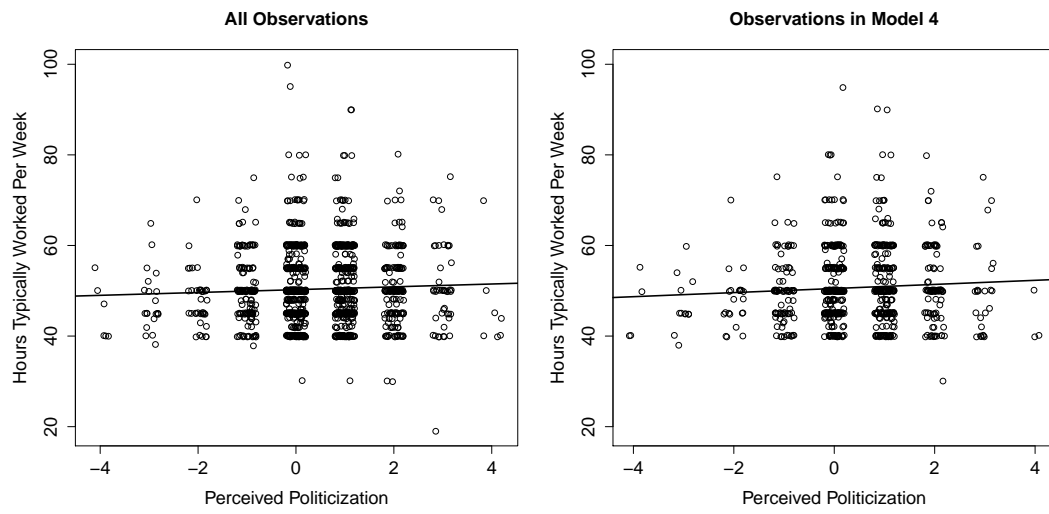 All Observations
Hours Typically Worked Per Week
100
80
60
40
20
−4 −2 0 2 4
Perceived Politicization
Observations in Model 4
Hours Typically Worked Per Week
100
80
60
40
20
−4 −2 0 2 4
Perceived Politicization